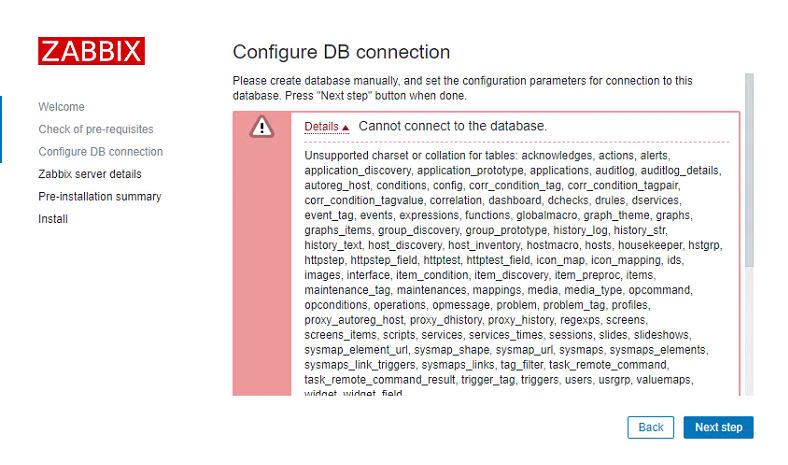 ZABBIX
Welcome
Check of pre-requisites
Configure DB connection
Zabbix server details
Pre-installation summary
Install
Configure DB connection
Please create database manually, and set the configuration parameters for connection to this
database. Press "Next step" button when done.
Details Cannot connect to the database.
Unsupported charset or collation for tables: acknowledges, actions, alerts,
application_discovery, application_prototype, applications, auditlog, auditlog_details,
autoreg_host, conditions, config, corr_condition_tag, corr_condition_tagpair,
corr_condition_tagvalue, correlation, dashboard, dchecks, drules, dservices,
event_tag, events, expressions, functions, globalmacro, graph_theme, graphs,
graphs_items, group_discovery, group_prototype, history_log, history_str,
history_text, host_discovery, host_inventory, hostmacro, hosts, housekeeper, hstgrp,
httpstep, httpstep_field, httptest, httptest_field, icon_map, icon_mapping, ids,
images, interface, item_condition, item_discovery, item_preproc, items,
maintenance_tag, maintenances, mappings, media, media_type, opcommand,
opconditions, operations, opmessage, problem, problem_tag, profiles,
proxy_autoreg_host, proxy_dhistory, proxy_history, regexps, screens,
screens_items, scripts, services, services_times, sessions, slides, slideshows,
sysmap_element_url, sysmap_shape, sysmap_url, sysmaps, sysmaps_elements,
sysmaps_link_triggers, sysmaps_links, tag_filter, task_remote_command,
task_remote_command_result, trigger_tag, triggers, users, usrgrp, valuemaps,
widget, widget_field
Back
Next step